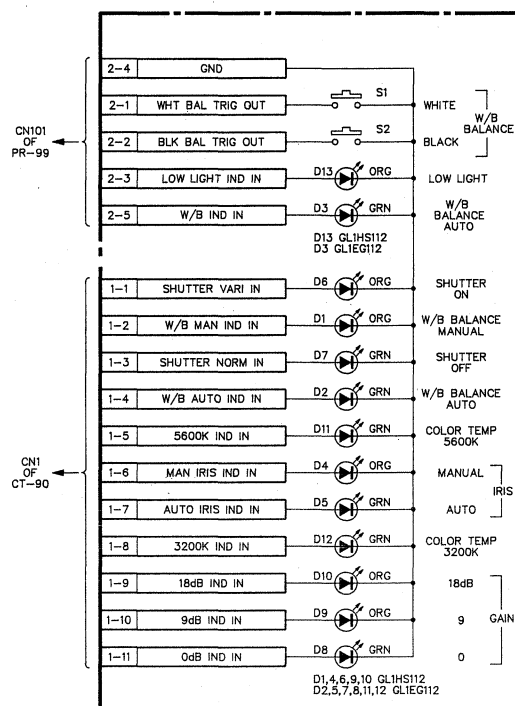 2-4 GND
2-1 WHT BAL TRIG OUT S1 WHITE
2-2 BLK BAL TRIG OUT S2 BLACK
W/B
BALANCE
CN101
OF
PR-99
2-3 LOW LIGHT IND IN D13 ORG LOW LIGHT
2-5 W/B IND IN D3 GRN W/B
BALANCE
AUTO
D13 GL1HS112
D3 GL1EG112
1-1 SHUTTER VARI IN D6 ORG SHUTTER
ON
1-2 W/B MAN IND IN D1 ORG W/B BALANCE
MANUAL
1-3 SHUTTER NORM IN D7 GRN SHUTTER
OFF
1-4 W/B AUTO IND IN D2 GRN W/B BALANCE
AUTO
1-5 5600K IND IN D11 GRN COLOR TEMP
5600K
CN1
OF
CT-90
1-6 MAN IRIS IND IN D4 ORG MANUAL
IRIS
1-7 AUTO IRIS IND IN D5 GRN AUTO
1-8 3200K IND IN D12 GRN COLOR TEMP
3200K
1-9 18dB IND IN D10 ORG 18dB
1-10 9dB IND IN D9 ORG 9 GAIN
1-11 0dB IND IN D8 GRN 0
D1,4,6,9,10 GL1HS112
D2,5,7,8,11,12 GL1EG112